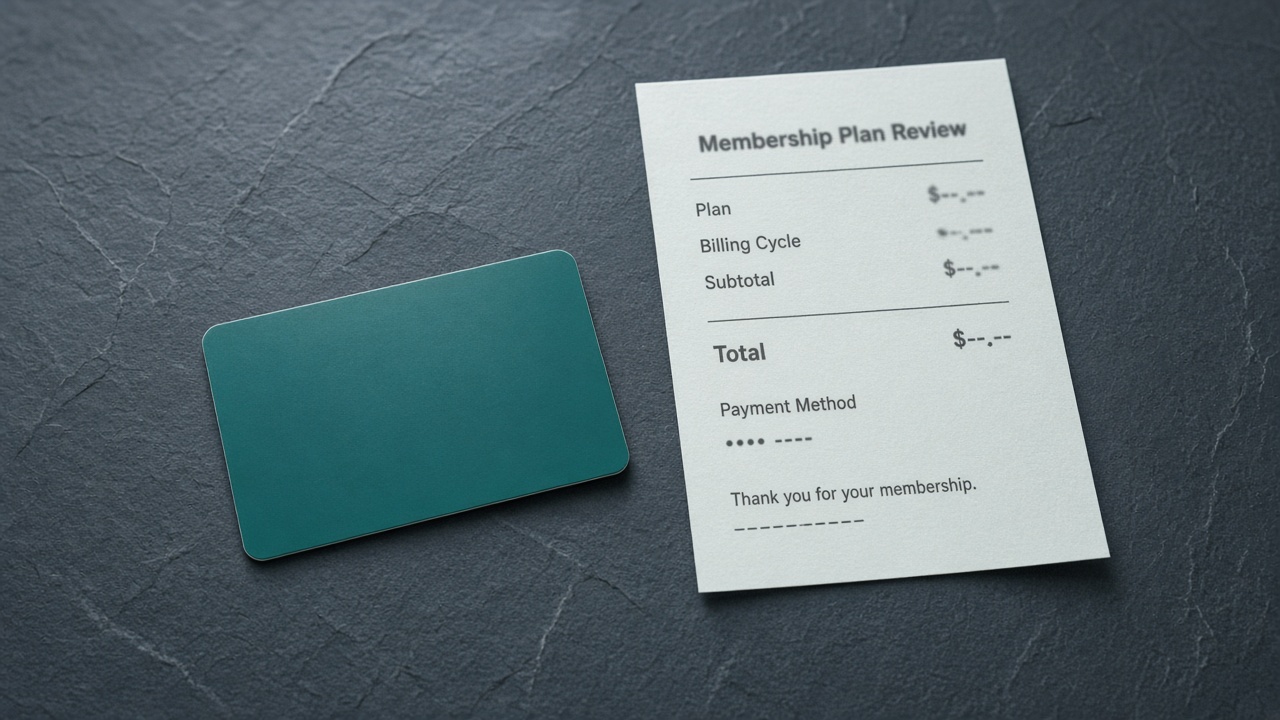 Membership Plan Review
Plan $--.--
Billing Cycle
Subtotal $--.--
Total $--.--
Payment Method
•••• ----
Thank you for your membership.
-----------